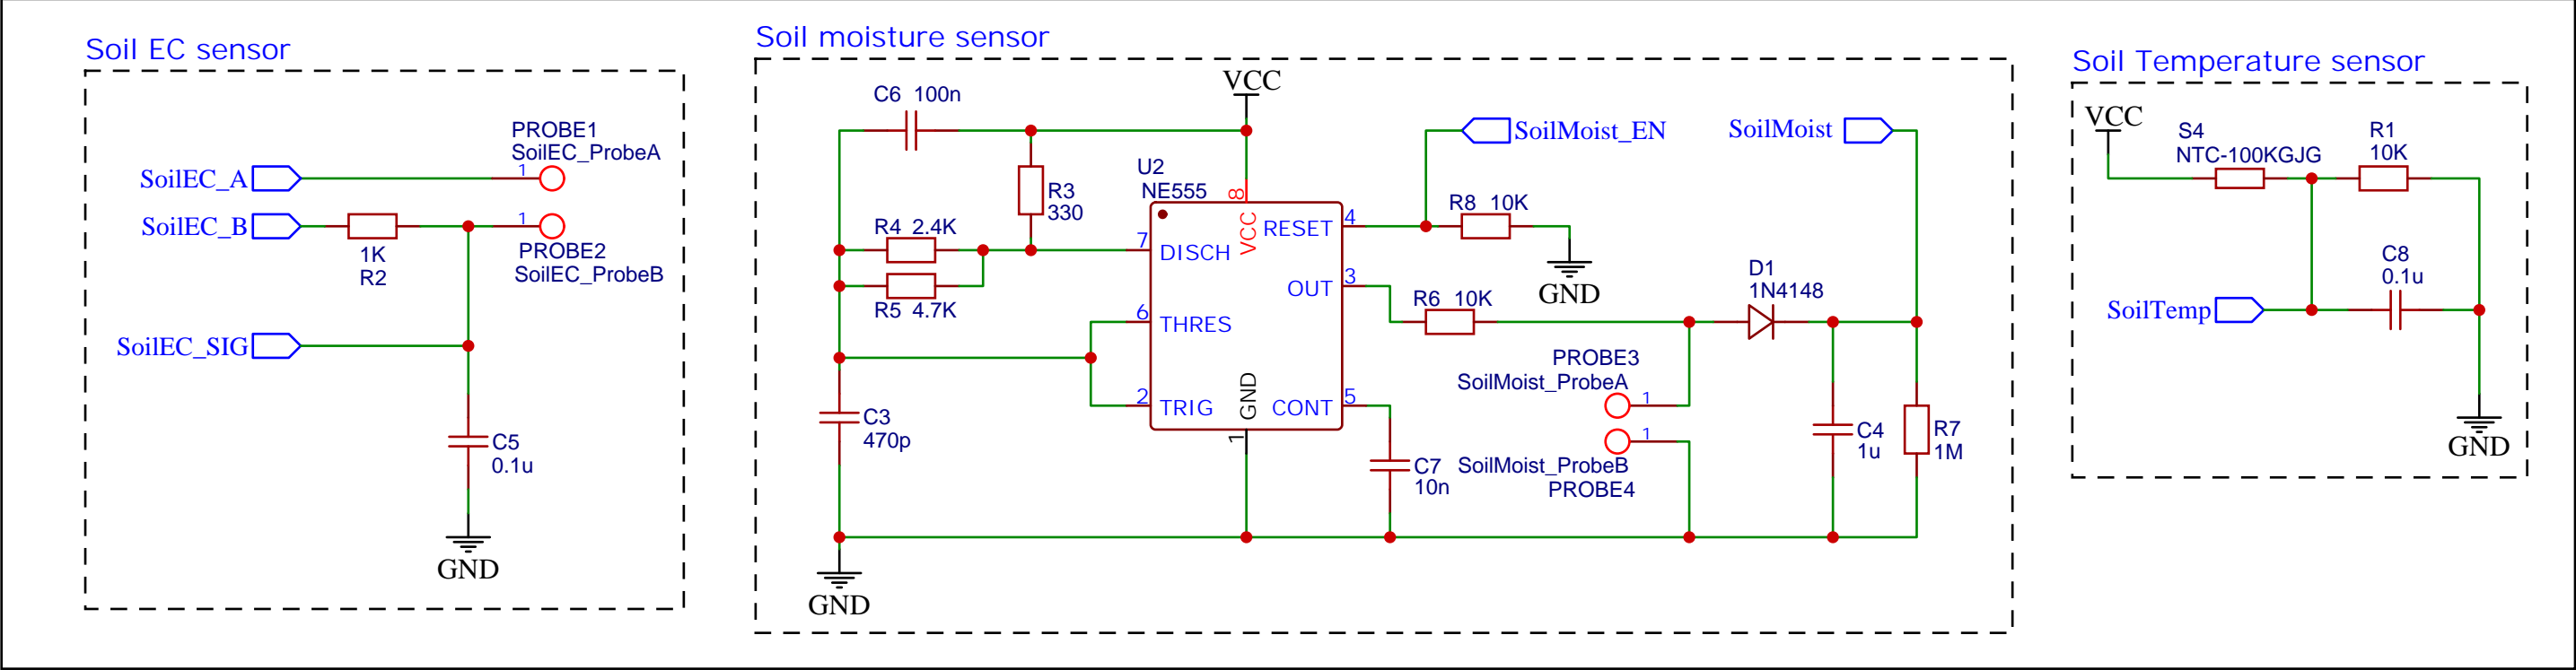 Soil EC sensor
PROBE1
SoilEC_ProbeA
SoilEC_A
1
SoilEC_B
1
1K
R2
PROBE2
SoilEC_ProbeB
SoilEC_SIG
C5
0.1u
GND
Soil moisture sensor
C6 100n
VCC
SoilMoist_EN
SoilMoist
U2
NE555
R3
330
8
VCC
R4 2.4K
R5 4.7K
7
DISCH
RESET
4
R8 10K
GND
OUT
3
R6 10K
D1
1N4148
6
THRES
2
TRIG
GND
1
CONT
5
C3
470p
PROBE3
SoilMoist_ProbeA
1
1
SoilMoist_ProbeB
PROBE4
C7
10n
C4
1u
R7
1M
GND
Soil Temperature sensor
VCC
S4
NTC-100KGJG
R1
10K
C8
0.1u
SoilTemp
GND